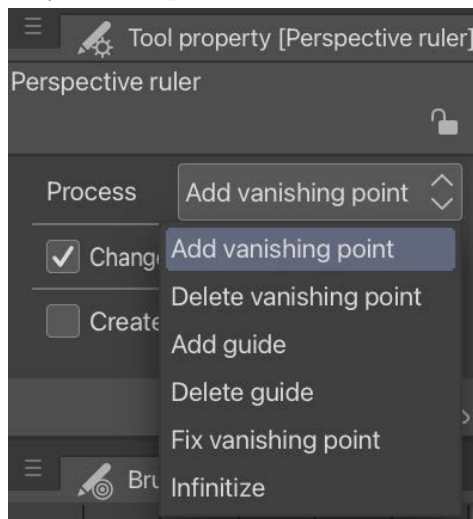 Tool property [Perspective ruler]
Perspective ruler
Process Add vanishing point
Add vanishing point
Delete vanishing point
Add guide
Delete guide
Fix vanishing point
Infinitize
Create